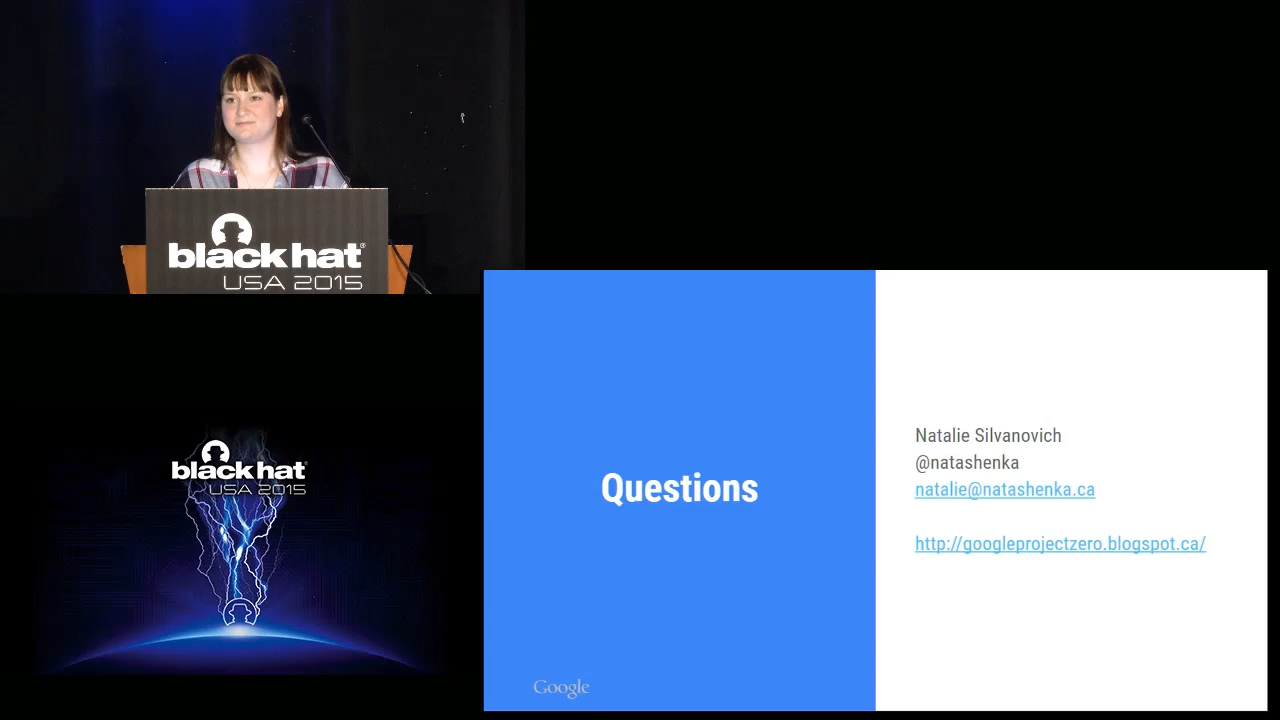 black hat®
USA 2015
black hat®
USA 2015
Questions
Google
Natalie Silvanovich
@natashenka
natalie@natashenka.ca
http://googleprojectzero.blogspot.ca/